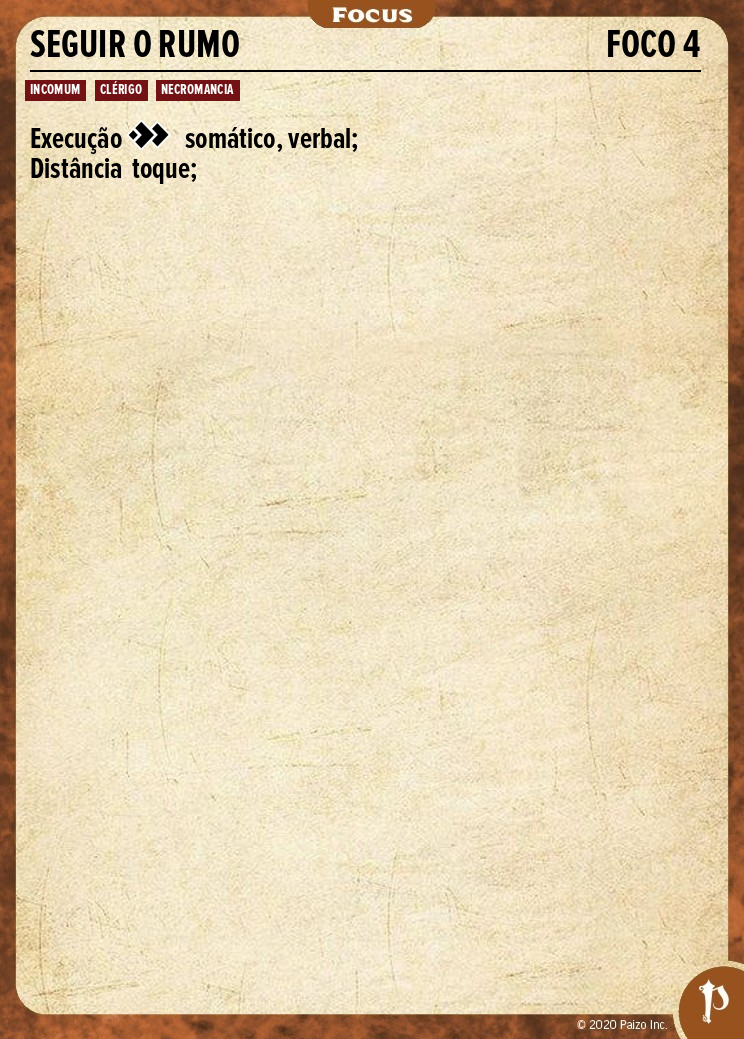 Focus
SEGUIR O RUMO FOCO 4
INCOMUM CLÉRIGO NECROMANCIA
Execução somático, verbal;
Distância toque;
© 2020 Paizo Inc.